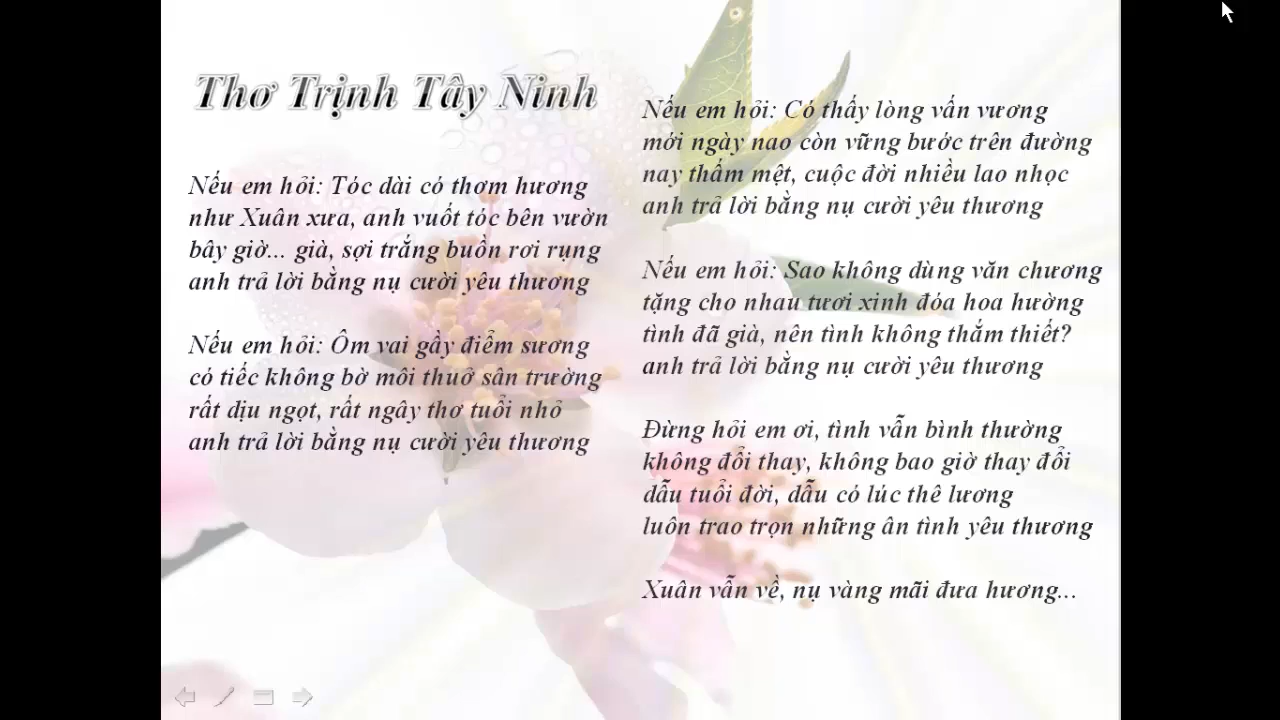 Thơ Trịnh Tây Ninh
Nếu em hỏi: Tóc dài có thơm hương
như Xuân xưa, anh vuốt tóc bên vườn
bây giờ... già, sợi trắng buồn rơi rụng
anh trả lời bằng nụ cười yêu thương
Nếu em hỏi: Ôm vai gầy điểm sương
có tiếc không bờ môi thuở sân trường
rất dịu ngọt, rất ngây thơ tuổi nhỏ
anh trả lời bằng nụ cười yêu thương
Nếu em hỏi: Có thấy lòng vấn vương
mới ngày nao còn vững bước trên đường
nay thấm mệt, cuộc đời nhiều lao nhọc
anh trả lời bằng nụ cười yêu thương
Nếu em hỏi: Sao không dùng văn chương
tặng cho nhau tươi xinh đóa hoa hường
tình đã già, nên tình không thắm thiết?
anh trả lời bằng nụ cười yêu thương
Đừng hỏi em ơi, tình vẫn bình thường
không đổi thay, không bao giờ thay đổi
dẫu tuổi đời, dẫu có lúc thê lương
luôn trao trọn những ân tình yêu thương
Xuân vẫn về, nụ vàng mãi đưa hương...